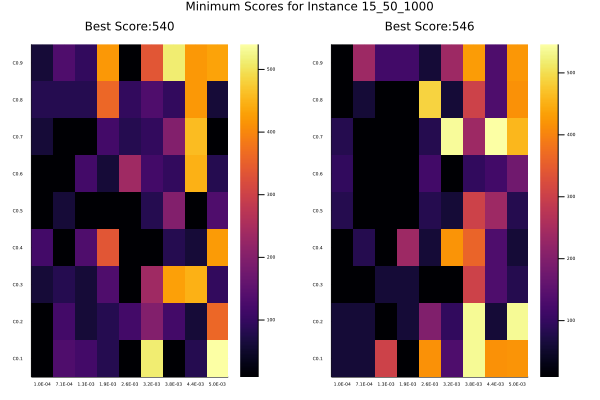 Minimum Scores for Instance 15_50_1000
Best Score:540
C0.9
C0.8
C0.7
C0.6
C0.5
C0.4
C0.3
C0.2
C0.1
1.0E-04 7.1E-04 1.3E-03 1.9E-03 2.6E-03 3.2E-03 3.8E-03 4.4E-03 5.0E-03
500
400
300
200
100
Best Score:546
C0.9
C0.8
C0.7
C0.6
C0.5
C0.4
C0.3
C0.2
C0.1
1.0E-04 7.1E-04 1.3E-03 1.9E-03 2.6E-03 3.2E-03 3.8E-03 4.4E-03 5.0E-03
500
400
300
200
100